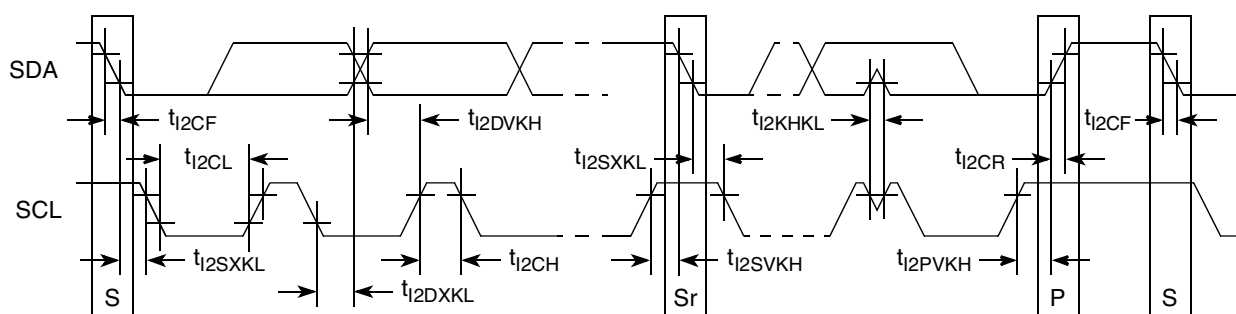 SDA
tI2CF
tI2DVKH
tI2KHKL
tI2CF
tI2CL
tI2SXKL
tI2CR
SCL
tI2SXKL
tI2CH
tI2SVKH
tI2PVKH
tI2DXKL
S
Sr
P
S